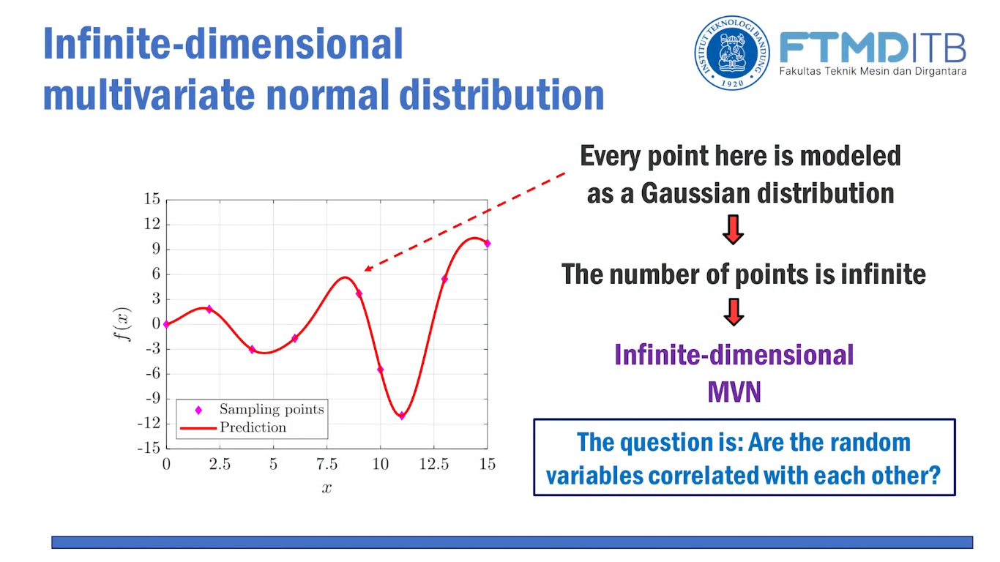 Infinite-dimensional
multivariate normal distribution
INSTITUT TEKNOLOGI BANDUNG
1920
FTMD ITB
Fakultas Teknik Mesin dan Dirgantara
Every point here is modeled
as a Gaussian distribution
The number of points is infinite
Infinite-dimensional
MVN
The question is: Are the random
variables correlated with each other?
15
12
9
6
3
0
-3
-6
-9
-12
-15
f(x)
Sampling points
Prediction
0 2.5 5 7.5 10 12.5 15
x